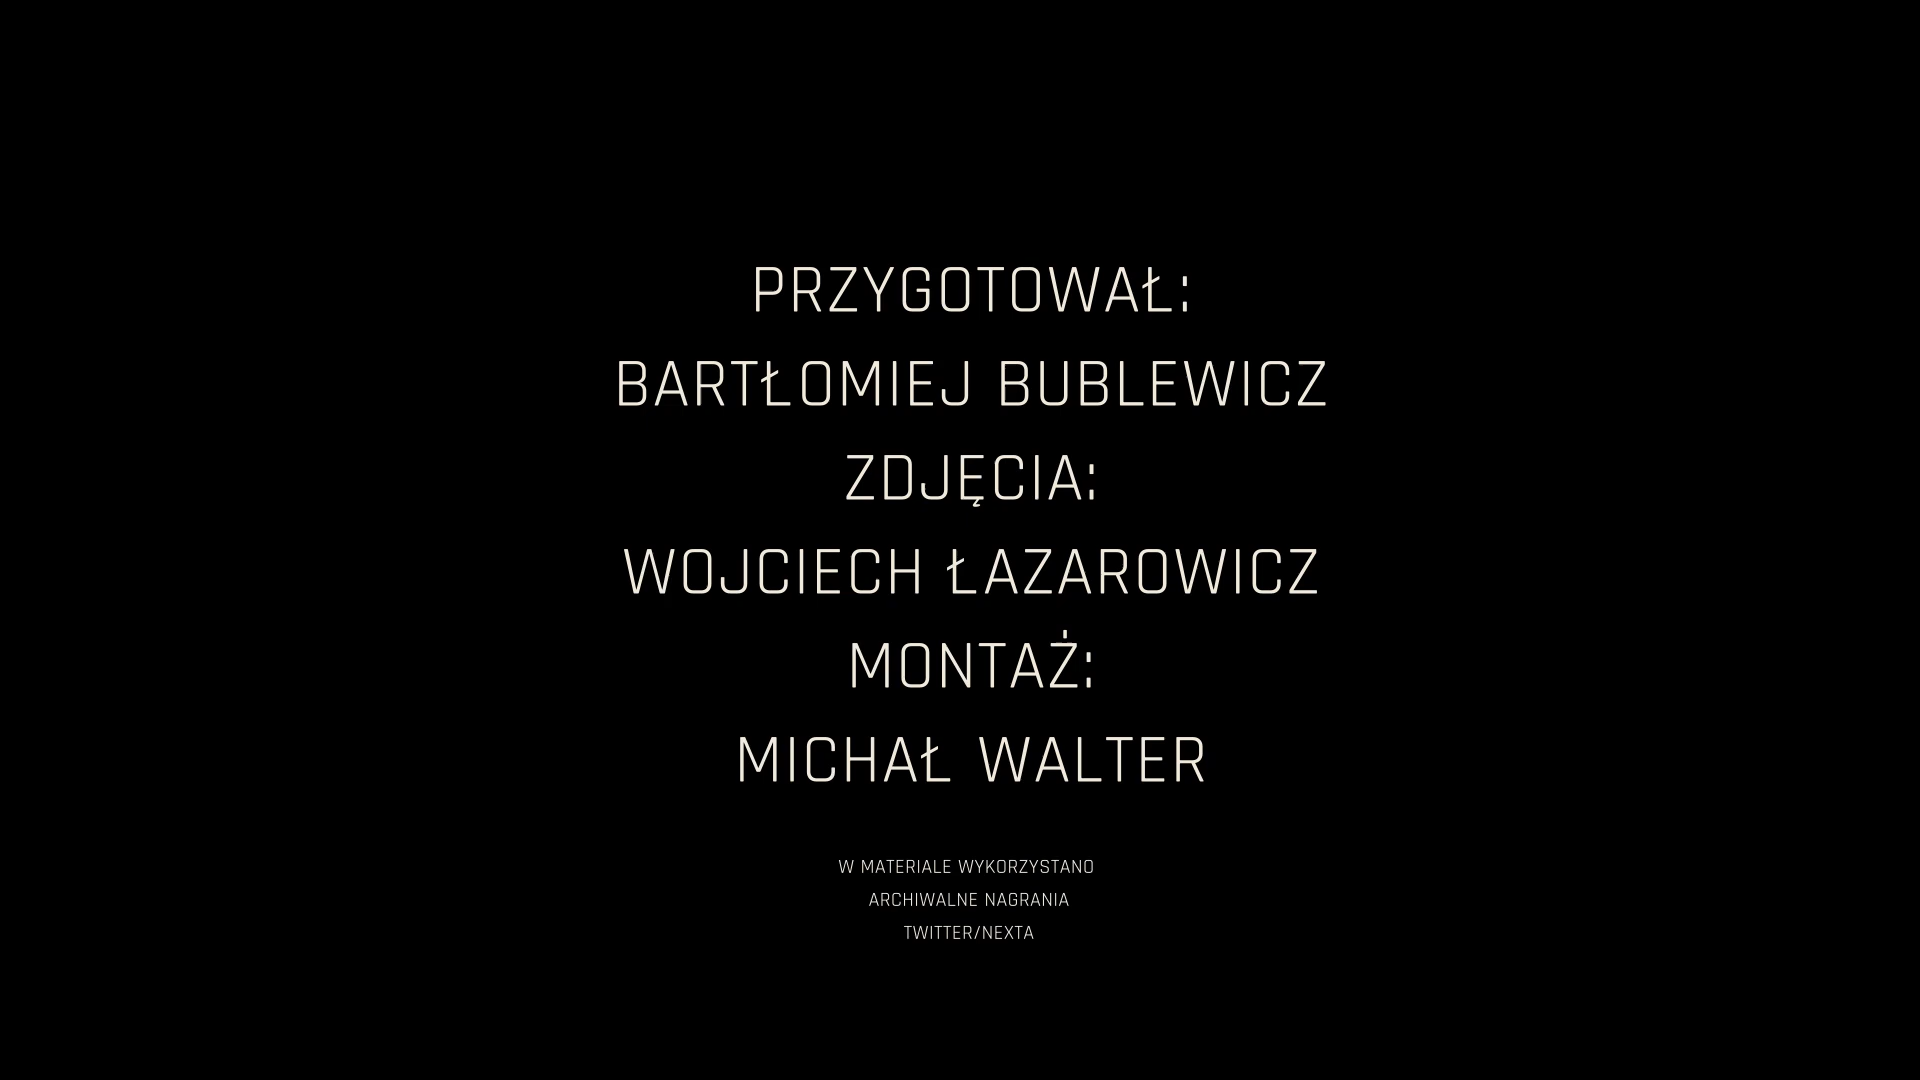 PRZYGOTOWAŁ:
BARTŁOMIEJ BUBLEWICZ
ZDJĘCIA:
WOJCIECH ŁAZAROWICZ
MONTAŻ:
MICHAŁ WALTER
W MATERIALE WYKORZYSTANO
ARCHIWALNE NAGRANIA
TWITTER/NEXTA